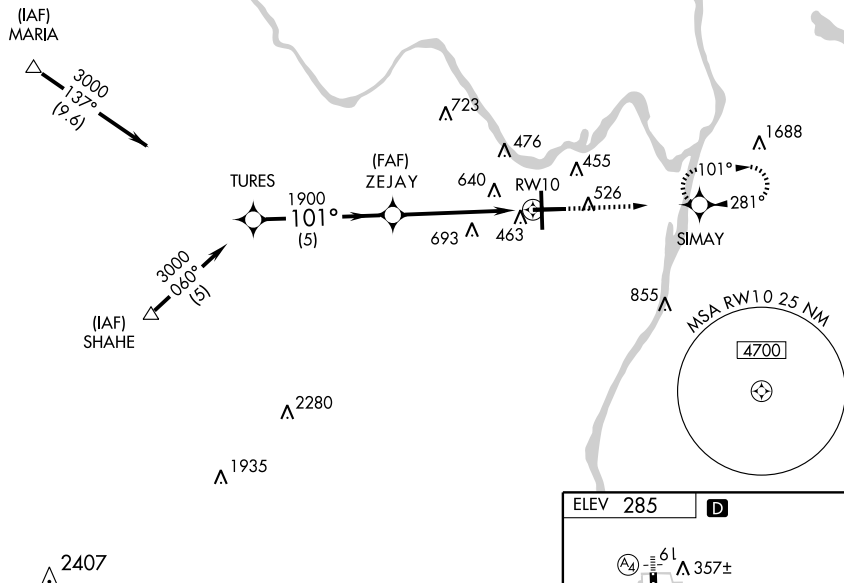 (IAF)
MARIA
3000
137°
(9.6)
723
476
1688
(FAF)
ZEJAY
455
101°
TURES
640
RW10
1900
526
281°
101°
(5)
693
463
SIMAY
3000
060°
(5)
855
(IAF)
SHAHE
MSA RW10 25 NM
4700
2280
1935
ELEV 285
D
2407
A4
61
357±